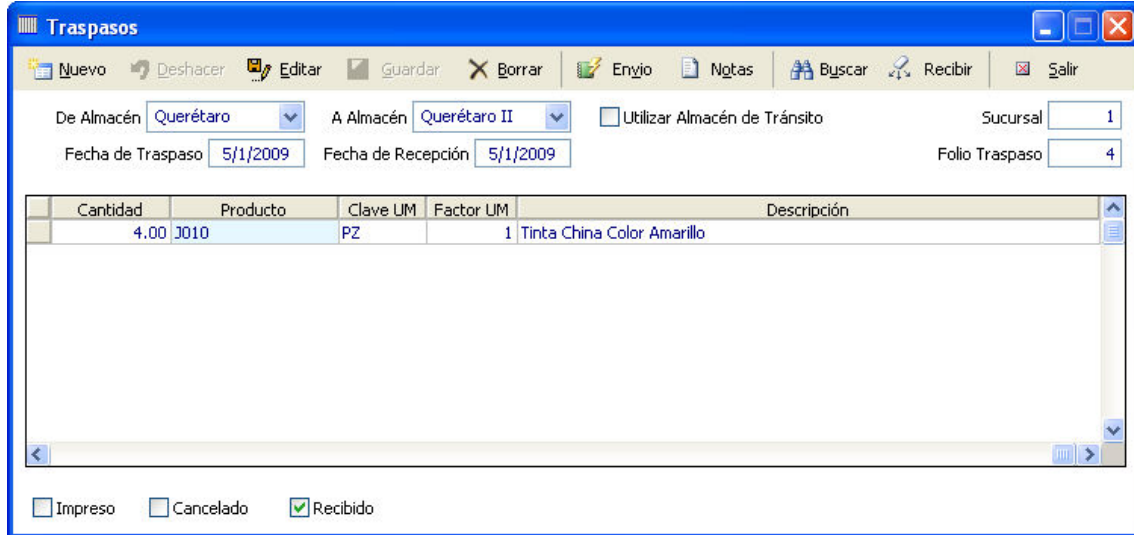 Traspasos
Nuevo Deshacer Editar Guardar Borrar Envio Notas Buscar Recibir Salir
De Almacén Querétaro A Almacén Querétaro II Utilizar Almacén de Tránsito Sucursal 1
Fecha de Traspaso 5/1/2009 Fecha de Recepción 5/1/2009 Folio Traspaso 4
Cantidad Producto Clave UM Factor UM Descripción
4.00 J010 PZ 1 Tinta China Color Amarillo
Impreso Cancelado Recibido